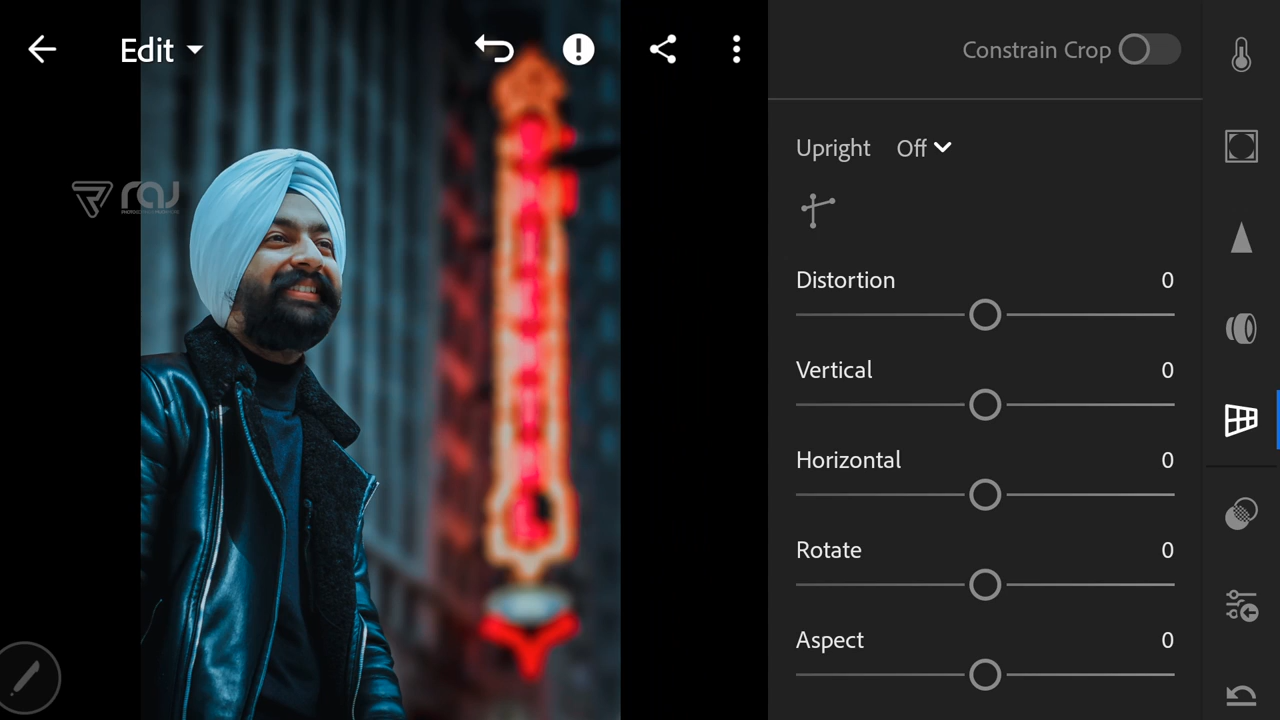 Edit
Constrain Crop
Upright Off
raj
Distortion 0
Vertical 0
Horizontal 0
Rotate 0
Aspect 0